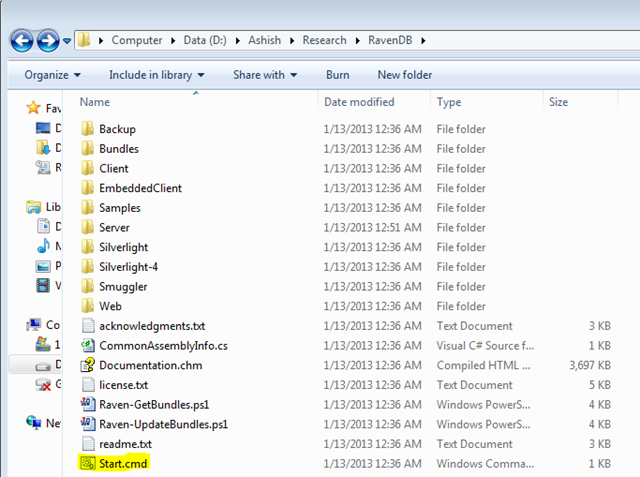 Computer Data (D:) Ashish Research RavenDB
Organize Include in library Share with Burn New folder
Name Date modified Type Size
Fav
D
D
R
Lib
D
M
P
V
Co
1
D
G
Net
Backup 1/13/2013 12:36 AM File folder
Bundles 1/13/2013 12:36 AM File folder
Client 1/13/2013 12:36 AM File folder
EmbeddedClient 1/13/2013 12:36 AM File folder
Samples 1/13/2013 12:36 AM File folder
Server 1/13/2013 12:51 AM File folder
Silverlight 1/13/2013 12:36 AM File folder
Silverlight-4 1/13/2013 12:36 AM File folder
Smuggler 1/13/2013 12:36 AM File folder
Web 1/13/2013 12:36 AM File folder
acknowledgments.txt 1/13/2013 12:36 AM Text Document 3 KB
CommonAssemblyInfo.cs 1/13/2013 12:36 AM Visual C# Source f... 1 KB
Documentation.chm 1/13/2013 12:36 AM Compiled HTML ... 3,697 KB
license.txt 1/13/2013 12:36 AM Text Document 5 KB
Raven-GetBundles.ps1 1/13/2013 12:36 AM Windows PowerS... 4 KB
Raven-UpdateBundles.ps1 1/13/2013 12:36 AM Windows PowerS... 4 KB
readme.txt 1/13/2013 12:36 AM Text Document 3 KB
Start.cmd 1/13/2013 12:36 AM Windows Comma... 1 KB